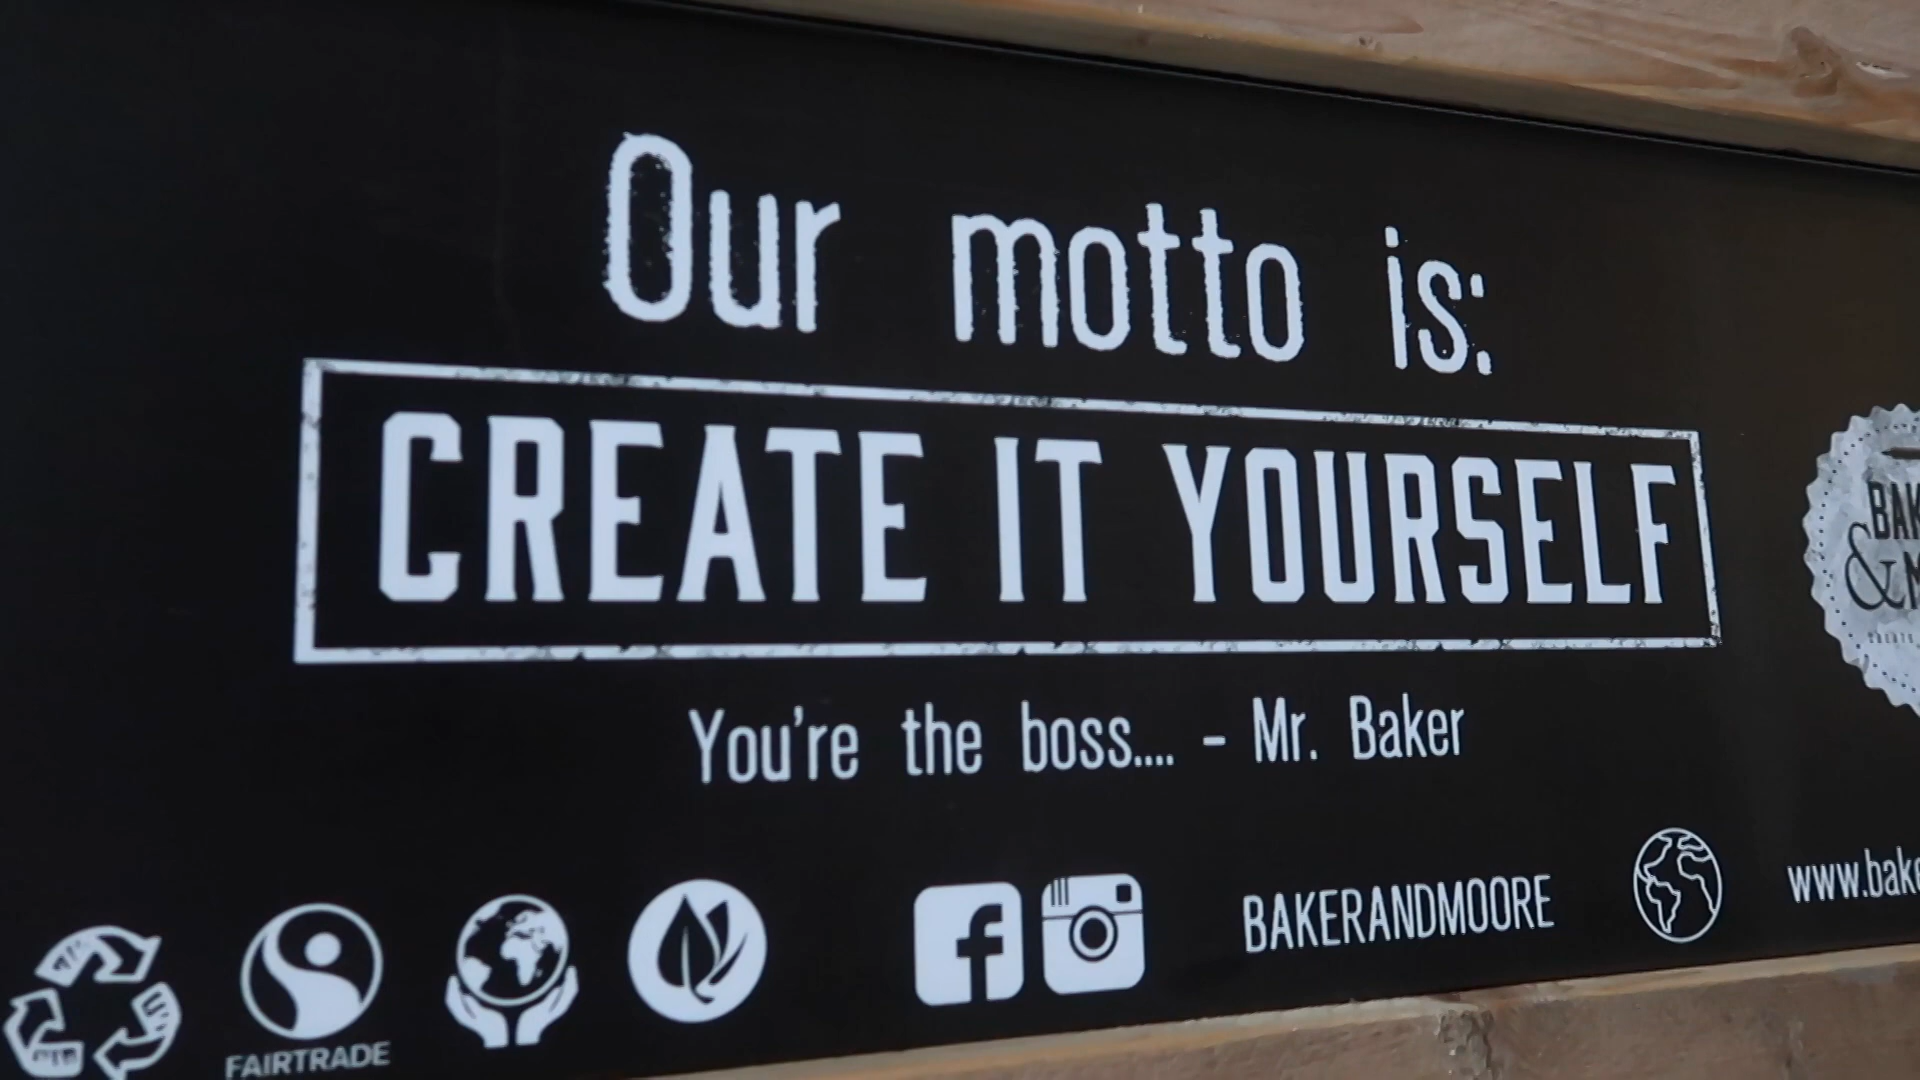 Our motto is:
CREATE IT YOURSELF
You're the boss.... - Mr. Baker
BAKERANDMOORE
FAIRTRADE
&